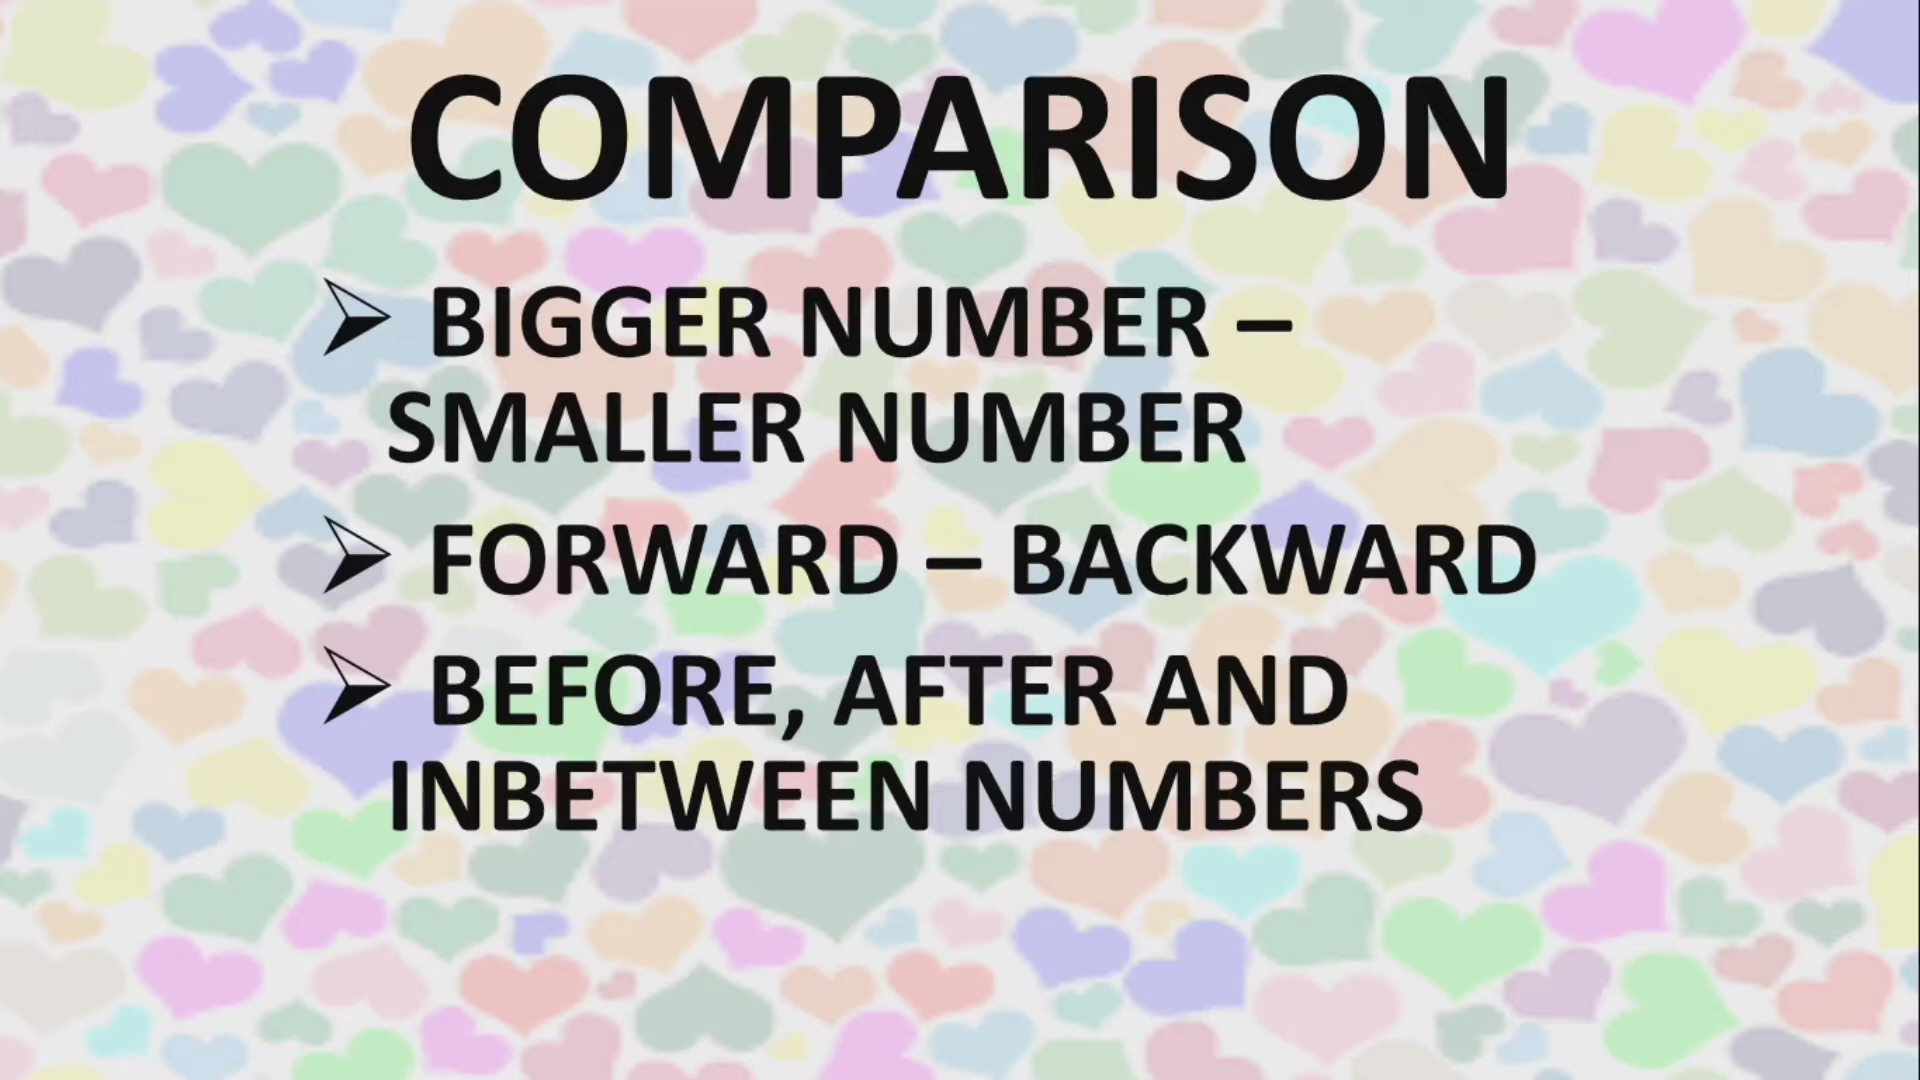 COMPARISON
➢ BIGGER NUMBER –
SMALLER NUMBER
➢ FORWARD – BACKWARD
➢ BEFORE, AFTER AND
INBETWEEN NUMBERS